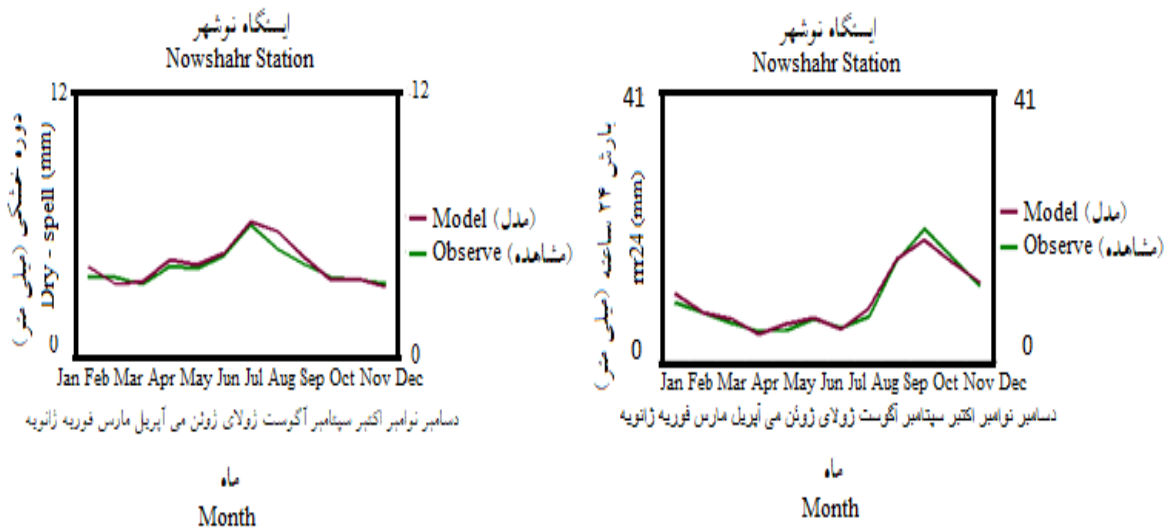 ایستگاه نوشهر
Nowshahr Station
12
12
دوره خشکی (میلی متر)
Dry - spell (mm)
Model (مدل)
Observe (مشاهده)
0
0
Jan Feb Mar Apr May Jun Jul Aug Sep Oct Nov Dec
دسامبر نوامبر اکتبر سپتامبر آگوست ژولای ژوئن می آپریل مارس فوریه ژانویه
ماه
Month
ایستگاه نوشهر
Nowshahr Station
41
41
بارش ۲۴ ساعته (میلی متر)
rrr24 (mm)
Model (مدل)
Observe (مشاهده)
0
0
Jan Feb Mar Apr May Jun Jul Aug Sep Oct Nov Dec
دسامبر نوامبر اکتبر سپتامبر آگوست ژولای ژوئن می آپریل مارس فوریه ژانویه
ماه
Month